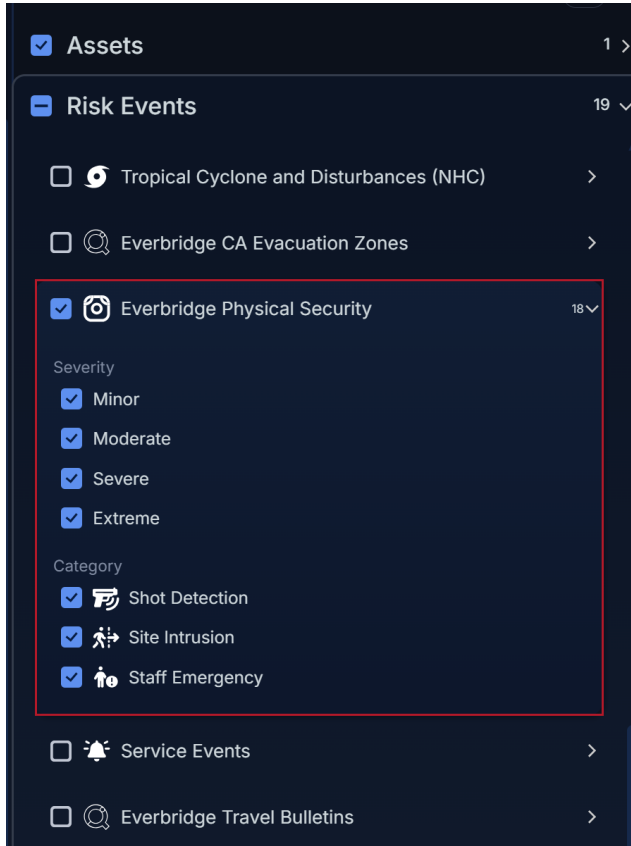 Assets 1
Risk Events 19
Tropical Cyclone and Disturbances (NHC)
Everbridge CA Evacuation Zones
Everbridge Physical Security 18
Severity
Minor
Moderate
Severe
Extreme
Category
Shot Detection
Site Intrusion
Staff Emergency
Service Events
Everbridge Travel Bulletins